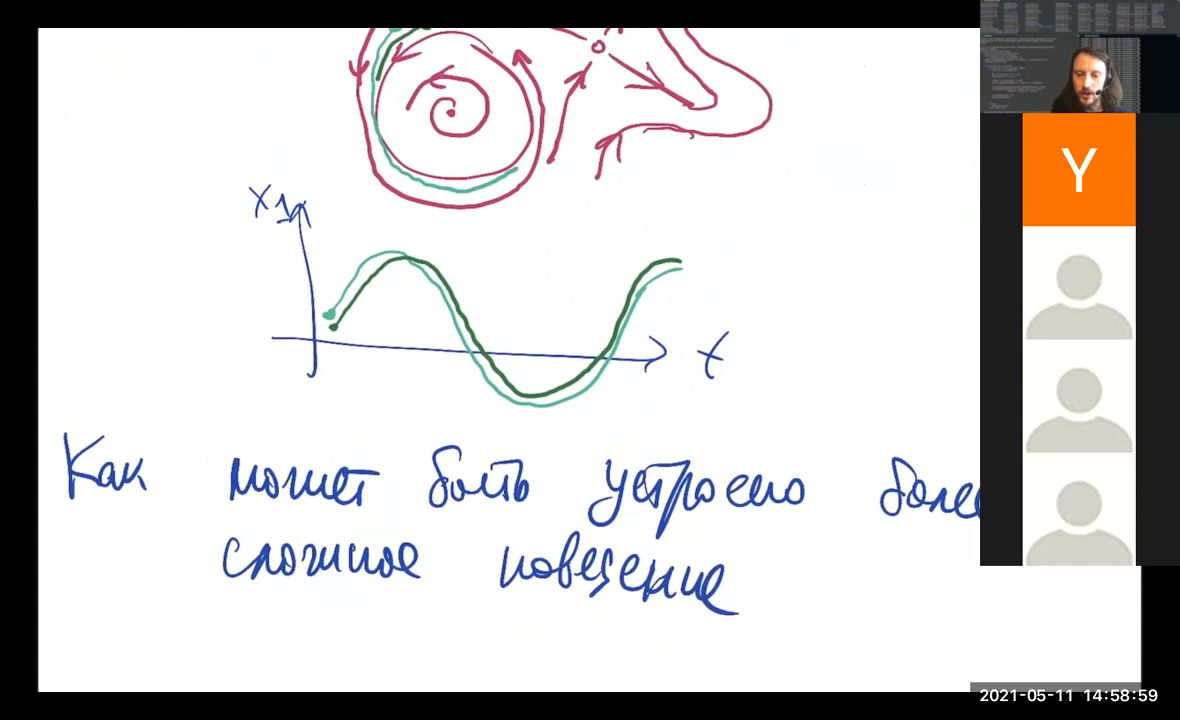 x₁
t
Как может быть устроено более
сложное поведение
Y
2021-05-11 14:58:59